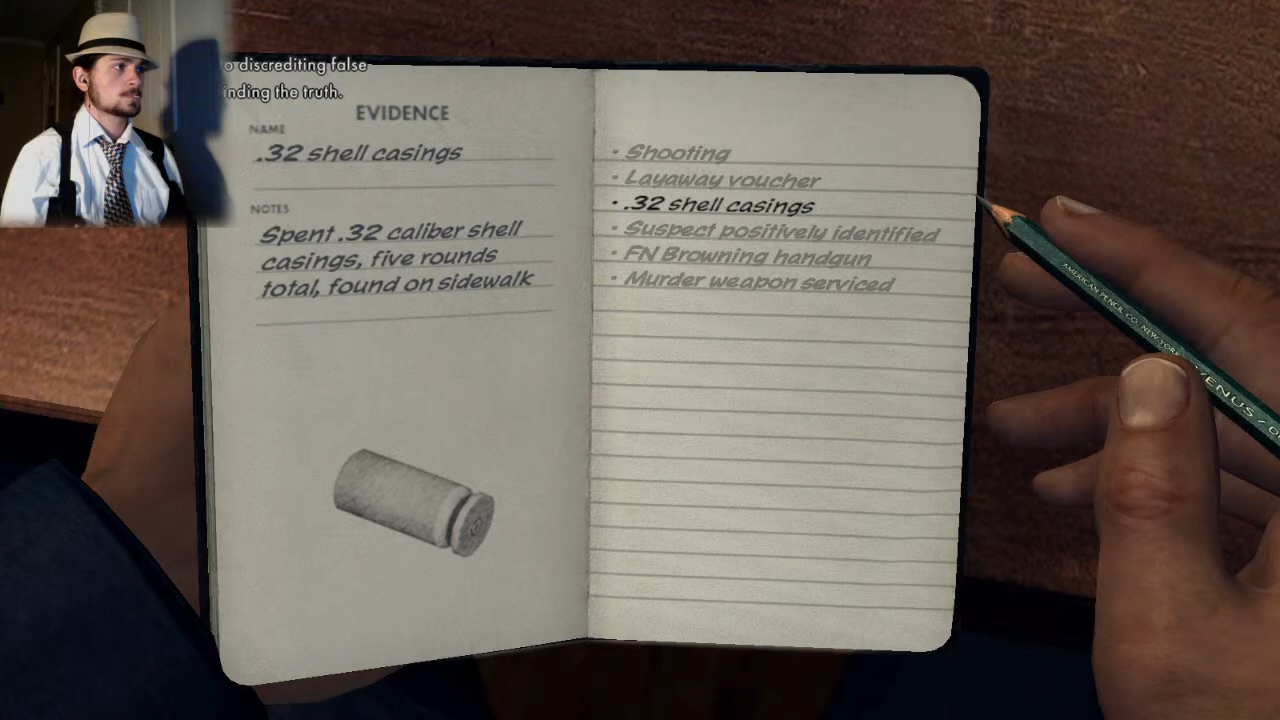 o discrediting false
inding the truth.
EVIDENCE
NAME
.32 shell casings
NOTES
Spent .32 caliber shell
casings, five rounds
total, found on sidewalk
• Shooting
• Layaway voucher
• .32 shell casings
• Suspect positively identified
• FN Browning handgun
• Murder weapon serviced
AMERICAN PENCIL CO. NEW YORK
VENUS / D